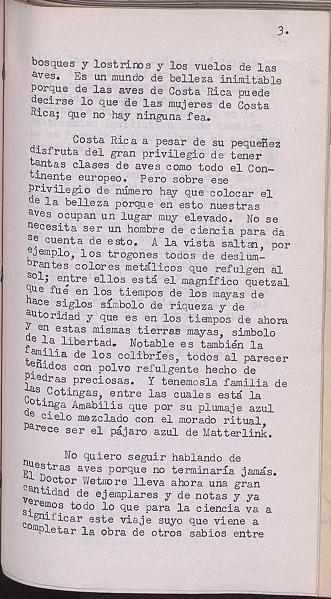 3.
bosques y lostrinos y los vuelos de las
aves. Es un mundo de belleza inimitable
porque de las aves de Costa Rica puede
decirse lo que de las mujeres de Costa
Rica; que no hay ninguna fea.
Costa Rica a pesar de su pequeñez
disfruta del gran privilegio de tener
tantas clases de aves como todo el Con-
tinente europeo. Pero sobre ese
privilegio de número hay que colocar el
de la belleza porque en esto nuestras
aves ocupan un lugar muy elevado. No se
necesita ser un hombre de ciencia para da
se cuenta de esto. A la vista saltan, por
ejemplo, los trogones todos de deslum-
brantes colores metálicos que refulgen al
sol; entre ellos está el magnífico quetzal
que fué en los tiempos de los mayas de
hace siglos símbolo de riqueza y de
autoridad y que es en los tiempos de ahora
y en estas mismas tierras mayas, simbolo
de la libertad. Notable es también la
familia de los colibríes, todos al parecer
teñidos con polvo refulgente hecho de
piedras preciosas. Y tenemosla familia de
las Cotingas, entre las cuales está la
Cotinga Amabilis que por su plumaje azul
de cielo mezclado con el morado ritual,
parece ser el pájaro azul de Matterlink.
No quiero seguir hablando de
nuestras aves porque no terminaría jamás.
El Doctor Wetmore lleva ahora una gran
cantidad de ejemplares y de notas y ya
veremos todo lo que para la ciencia va a
significar este viaje suyo que viene a
completar la obra de otros sabios entre